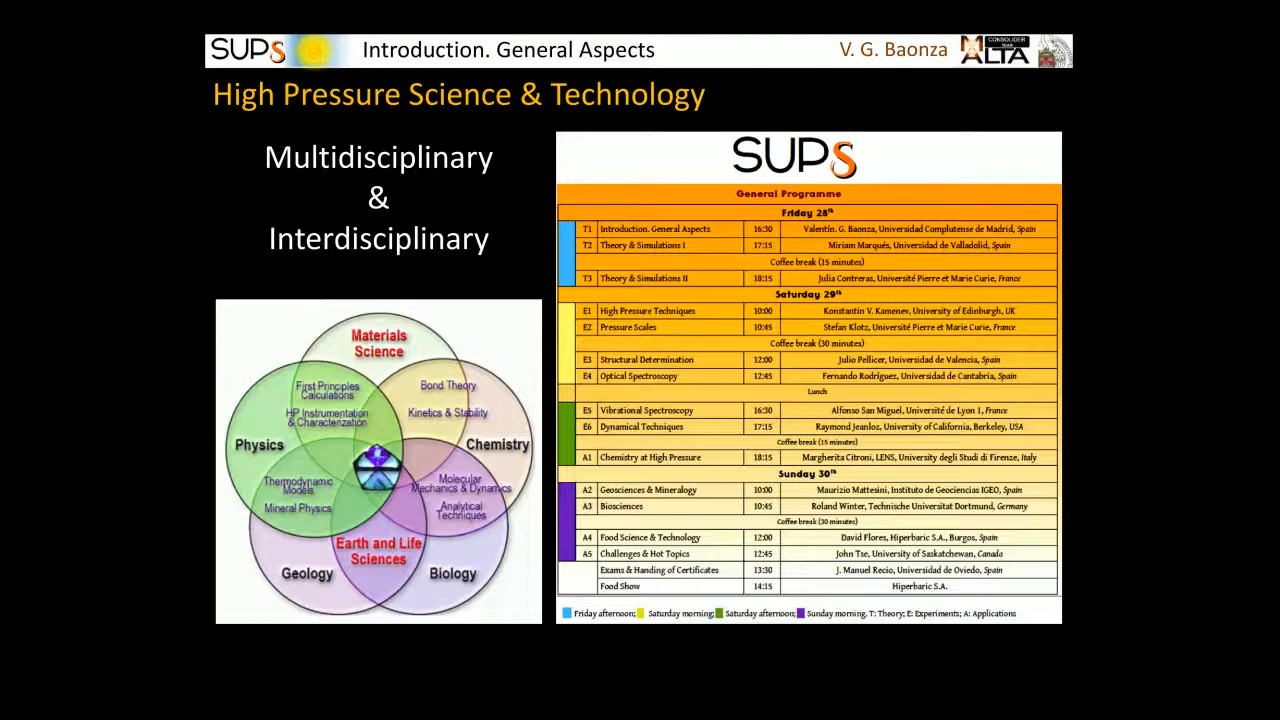 SUPS
Introduction. General Aspects
V. G. Baonza
CONSOLIDER
TEAM
MALTA
High Pressure Science & Technology
Multidisciplinary
&
Interdisciplinary
Materials
Science
First Principles
Calculations
HP Instrumentation
& Characterization
Bond Theory
Kinetics & Stability
Physics
Chemistry
Thermodynamic
Models
Mineral Physics
Molecular
Mechanics & Dynamics
Analytical
Techniques
Earth and Life
Sciences
Geology
Biology
SUPS
General Programme
Friday 28th
T1 Introduction. General Aspects 16:30 Valentín. G. Baonza, Universidad Complutense de Madrid, Spain
T2 Theory & Simulations I 17:15 Miriam Marqués, Universidad de Valladolid, Spain
Coffee break (15 minutes)
T3 Theory & Simulations II 18:15 Julia Contreras, Université Pierre et Marie Curie, France
Saturday 29th
E1 High Pressure Techniques 10:00 Konstantin V. Kamenev, University of Edinburgh, UK
E2 Pressure Scales 10:45 Stefan Klotz, Université Pierre et Marie Curie, France
Coffee break (30 minutes)
E3 Structural Determination 12:00 Julio Pellicer, Universidad de Valencia, Spain
E4 Optical Spectroscopy 12:45 Fernando Rodríguez, Universidad de Cantabria, Spain
Lunch
E5 Vibrational Spectroscopy 16:30 Alfonso San Miguel, Université de Lyon 1, France
E6 Dynamical Techniques 17:15 Raymond Jeanloz, University of California, Berkeley, USA
Coffee break (15 minutes)
A1 Chemistry at High Pressure 18:15 Margherita Citroni, LENS, University degli Studi di Firenze, Italy
Sunday 30th
A2 Geosciences & Mineralogy 10:00 Maurizio Mattesini, Instituto de Geociencias IGEO, Spain
A3 Biosciences 10:45 Roland Winter, Technische Universitat Dortmund, Germany
Coffee break (30 minutes)
A4 Food Science & Technology 12:00 David Flores, Hiperbaric S.A., Burgos, Spain
A5 Challenges & Hot Topics 12:45 John Tse, University of Saskatchewan, Canada
Exams & Handing of Certificates 13:30 J. Manuel Recio, Universidad de Oviedo, Spain
Food Show 14:15 Hiperbaric S.A.
Friday afternoon; Saturday morning; Saturday afternoon; Sunday morning. T: Theory; E: Experiments; A: Applications